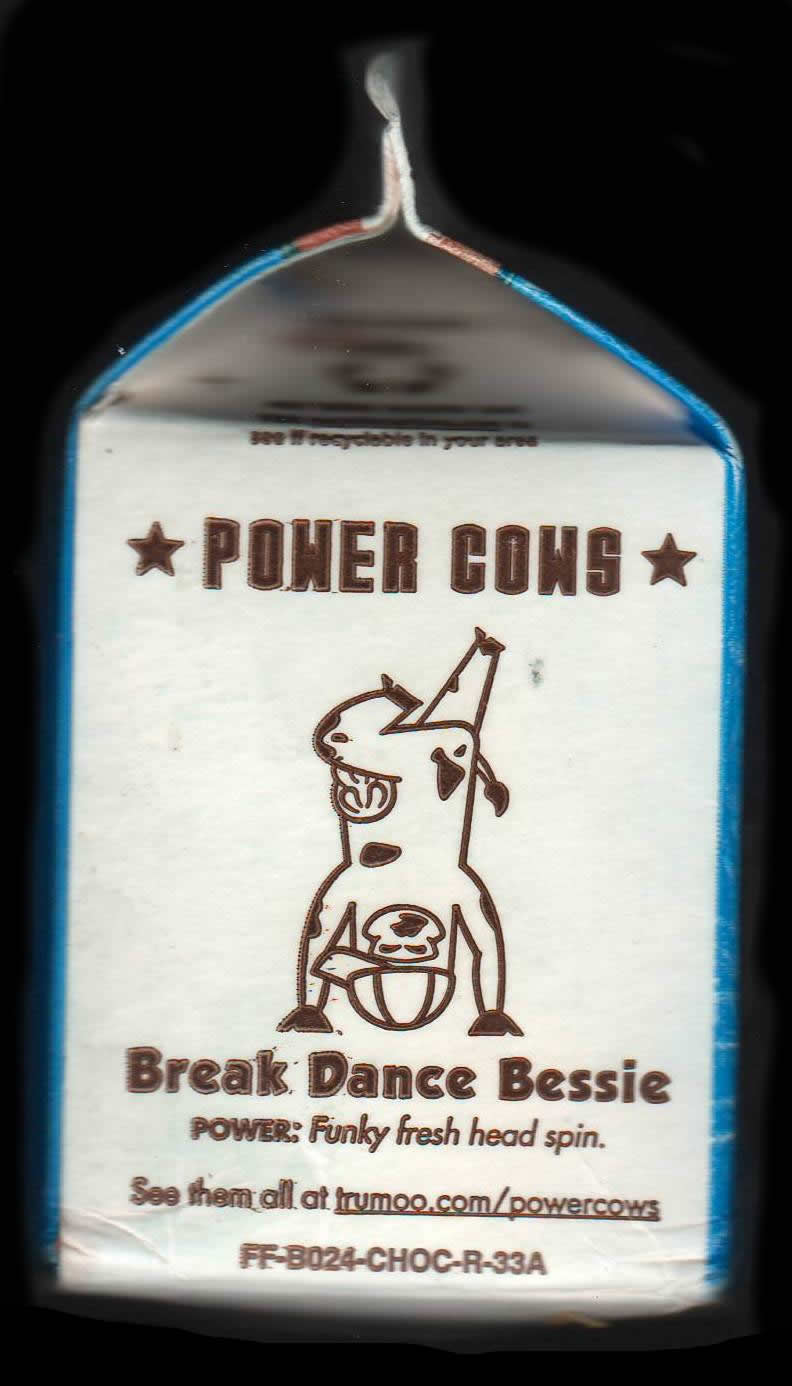 see if recyclable in your area
★ POWER COWS ★
Break Dance Bessie
POWER: Funky fresh head spin.
See them all at trumoo.com/powercows
FF-B024-CHOC-R-33A